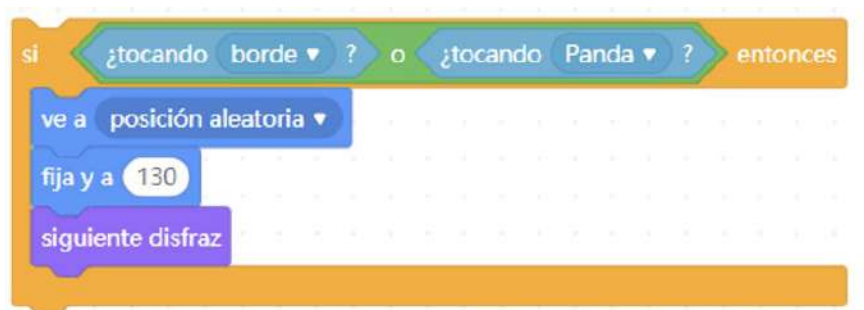 si ¿tocando borde ? o ¿tocando Panda ? entonces
ve a posición aleatoria
fija y a 130
siguiente disfraz